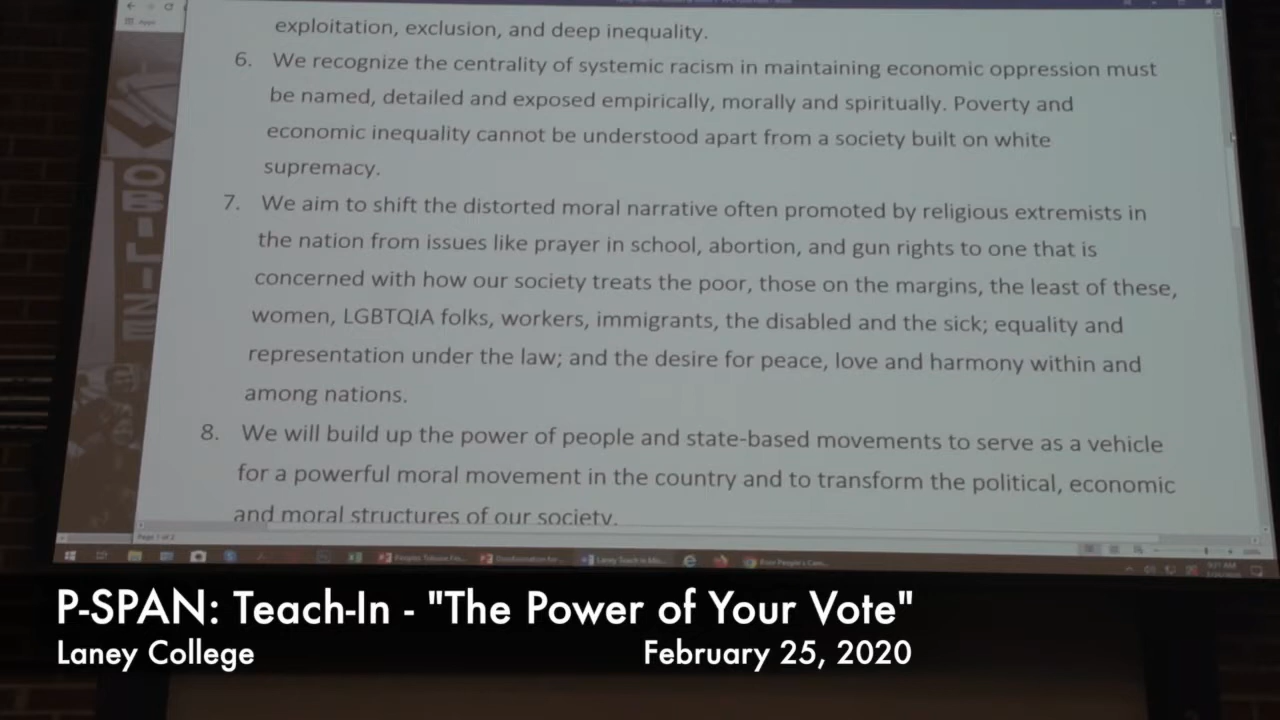 Apps
exploitation, exclusion, and deep inequality.
6. We recognize the centrality of systemic racism in maintaining economic oppression must
be named, detailed and exposed empirically, morally and spiritually. Poverty and
economic inequality cannot be understood apart from a society built on white
supremacy.
7. We aim to shift the distorted moral narrative often promoted by religious extremists in
the nation from issues like prayer in school, abortion, and gun rights to one that is
concerned with how our society treats the poor, those on the margins, the least of these,
women, LGBTQIA folks, workers, immigrants, the disabled and the sick; equality and
representation under the law; and the desire for peace, love and harmony within and
among nations.
8. We will build up the power of people and state-based movements to serve as a vehicle
for a powerful moral movement in the country and to transform the political, economic
and moral structures of our society.
OBILIZE
Page 1 of 2
P-SPAN: Teach-In - "The Power of Your Vote"
Laney College February 25, 2020